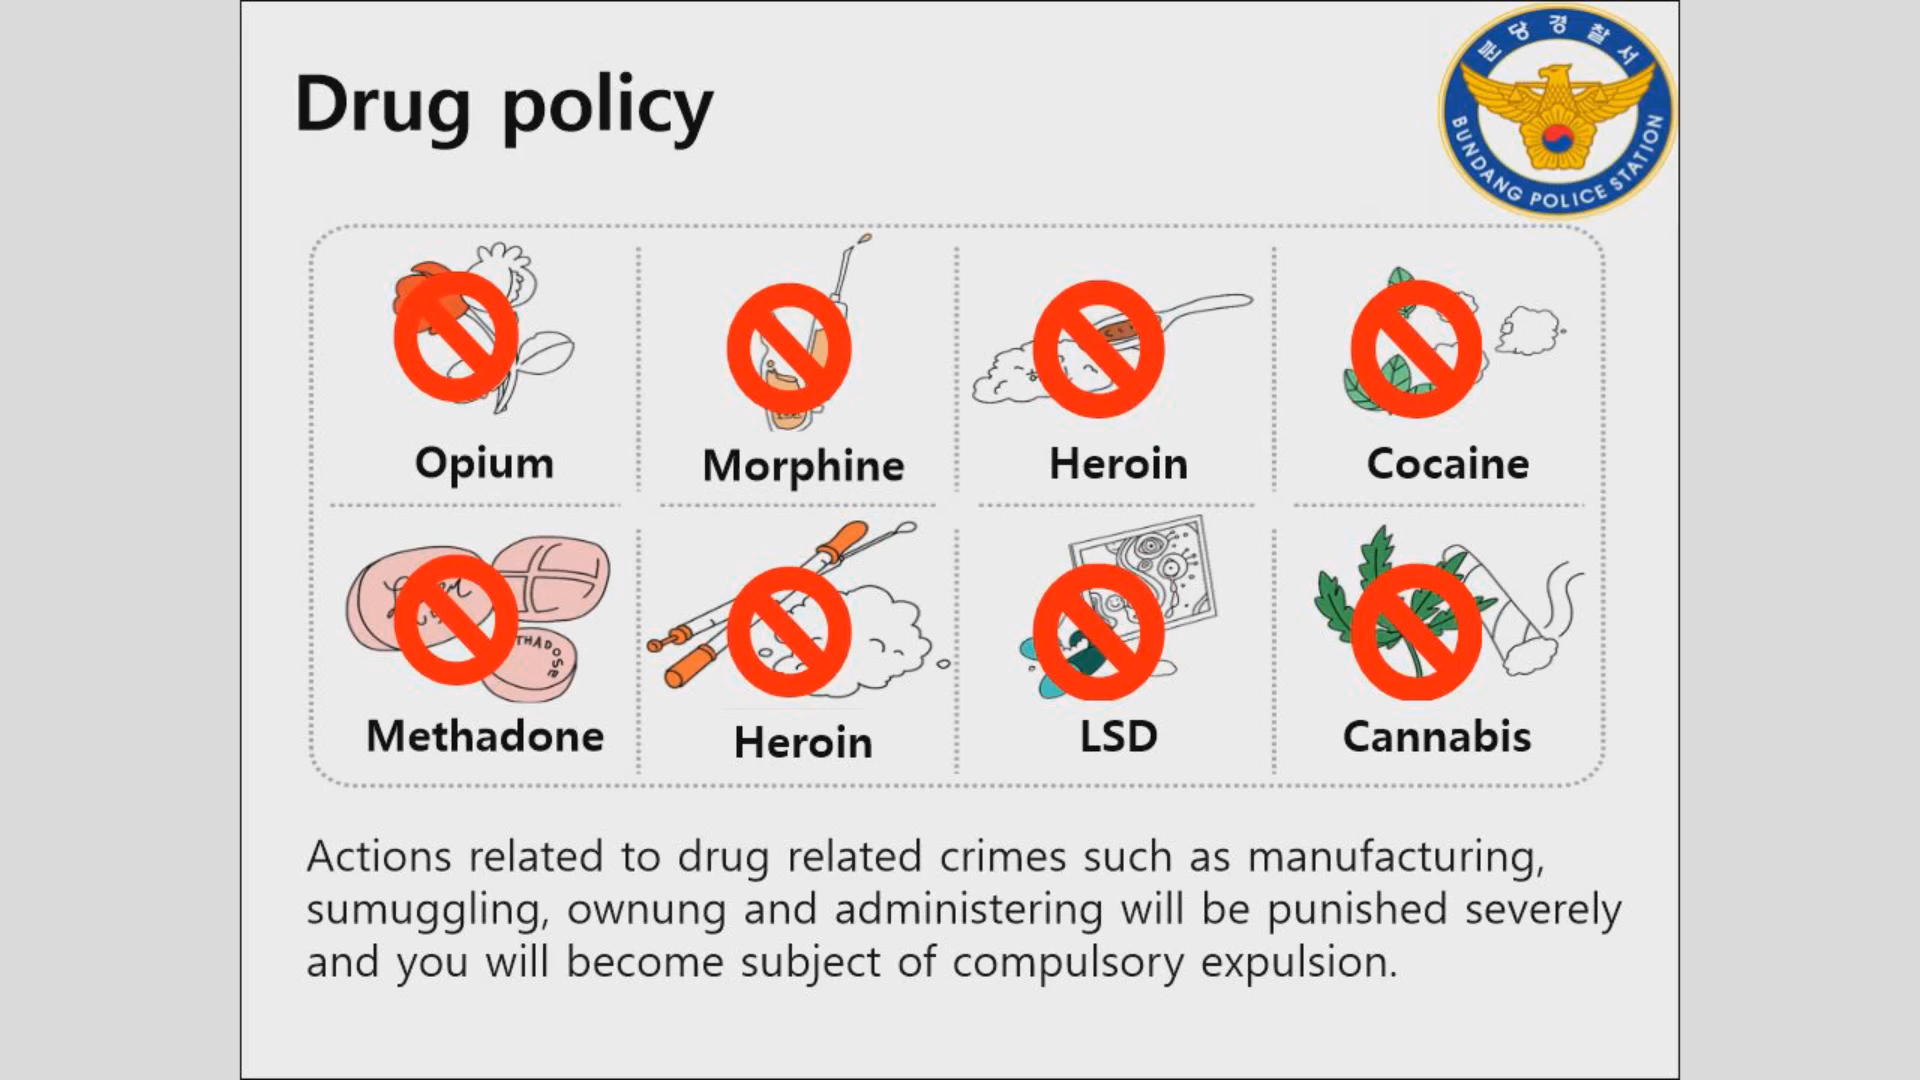 Drug policy
분당경찰서
BUNDANG POLICE STATION
Opium
Morphine
Heroin
Cocaine
THADOSE
Methadone
Heroin
LSD
Cannabis
Actions related to drug related crimes such as manufacturing,
sumuggling, ownung and administering will be punished severely
and you will become subject of compulsory expulsion.